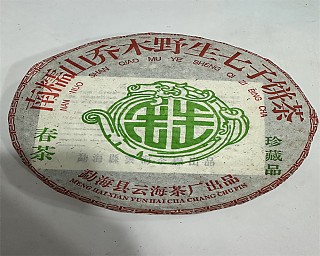 南糯山乔木野生七子饼茶
NAN NUO SHAN QIAO MU YE SHENG QI ZI BING CHA
春茶
珍藏品
勐海县云海茶厂出品
MENG HAI XIAN YUN HAI CHA CHANG CHU PIN